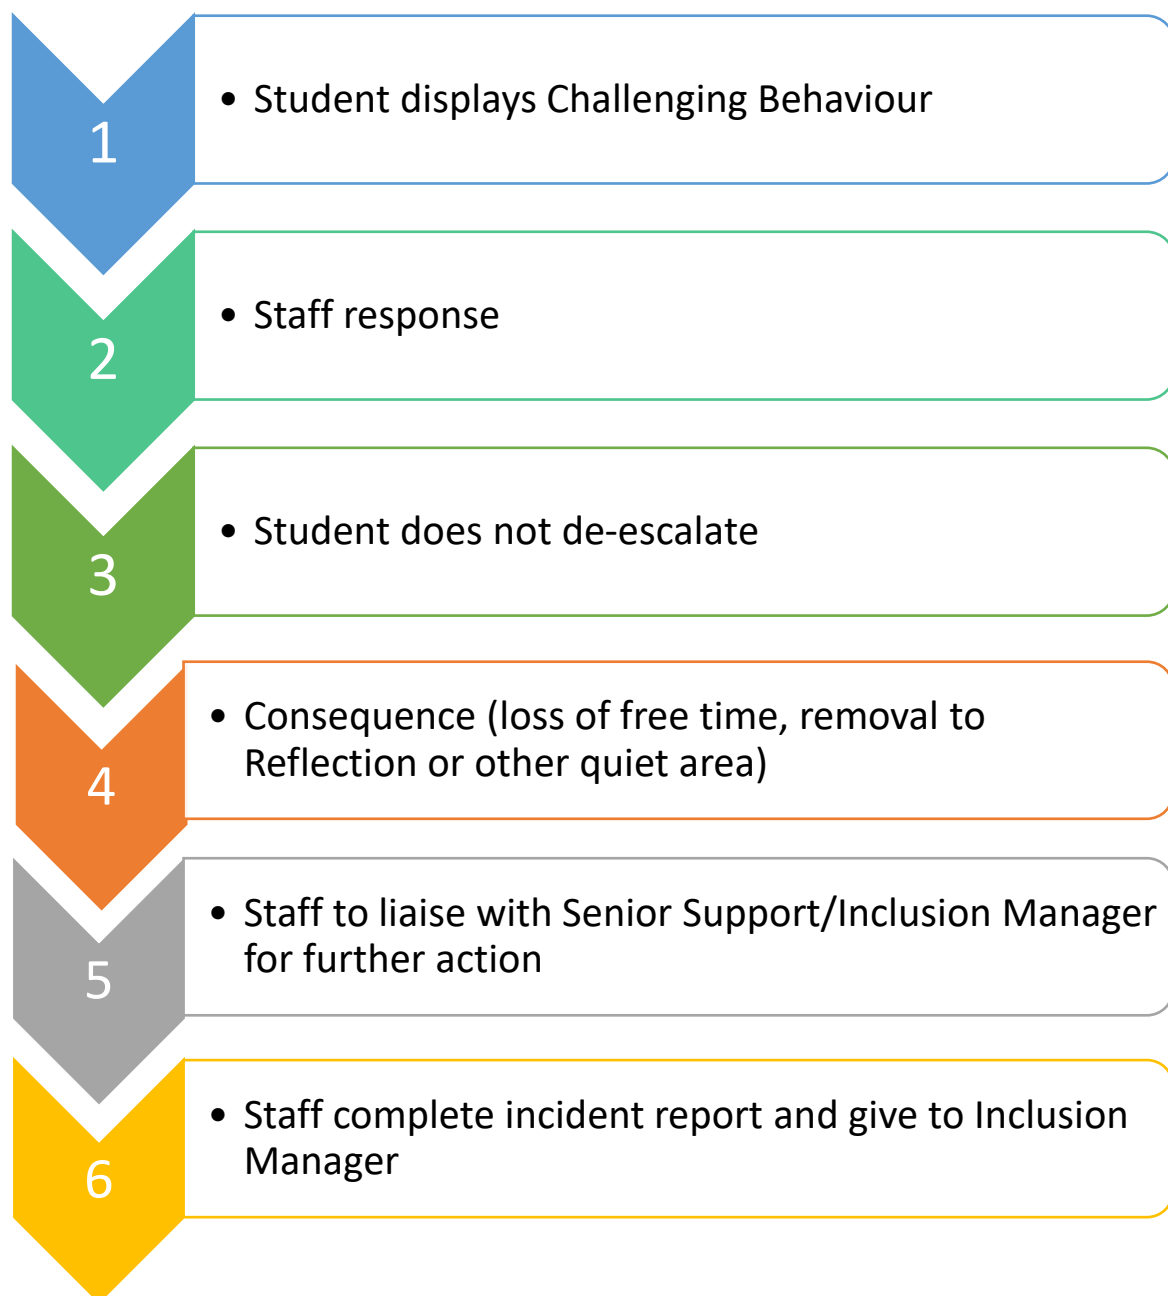 1
• Student displays Challenging Behaviour
2
• Staff response
3
• Student does not de-escalate
4
• Consequence (loss of free time, removal to
Reflection or other quiet area)
5
• Staff to liaise with Senior Support/Inclusion Manager
for further action
6
• Staff complete incident report and give to Inclusion
Manager